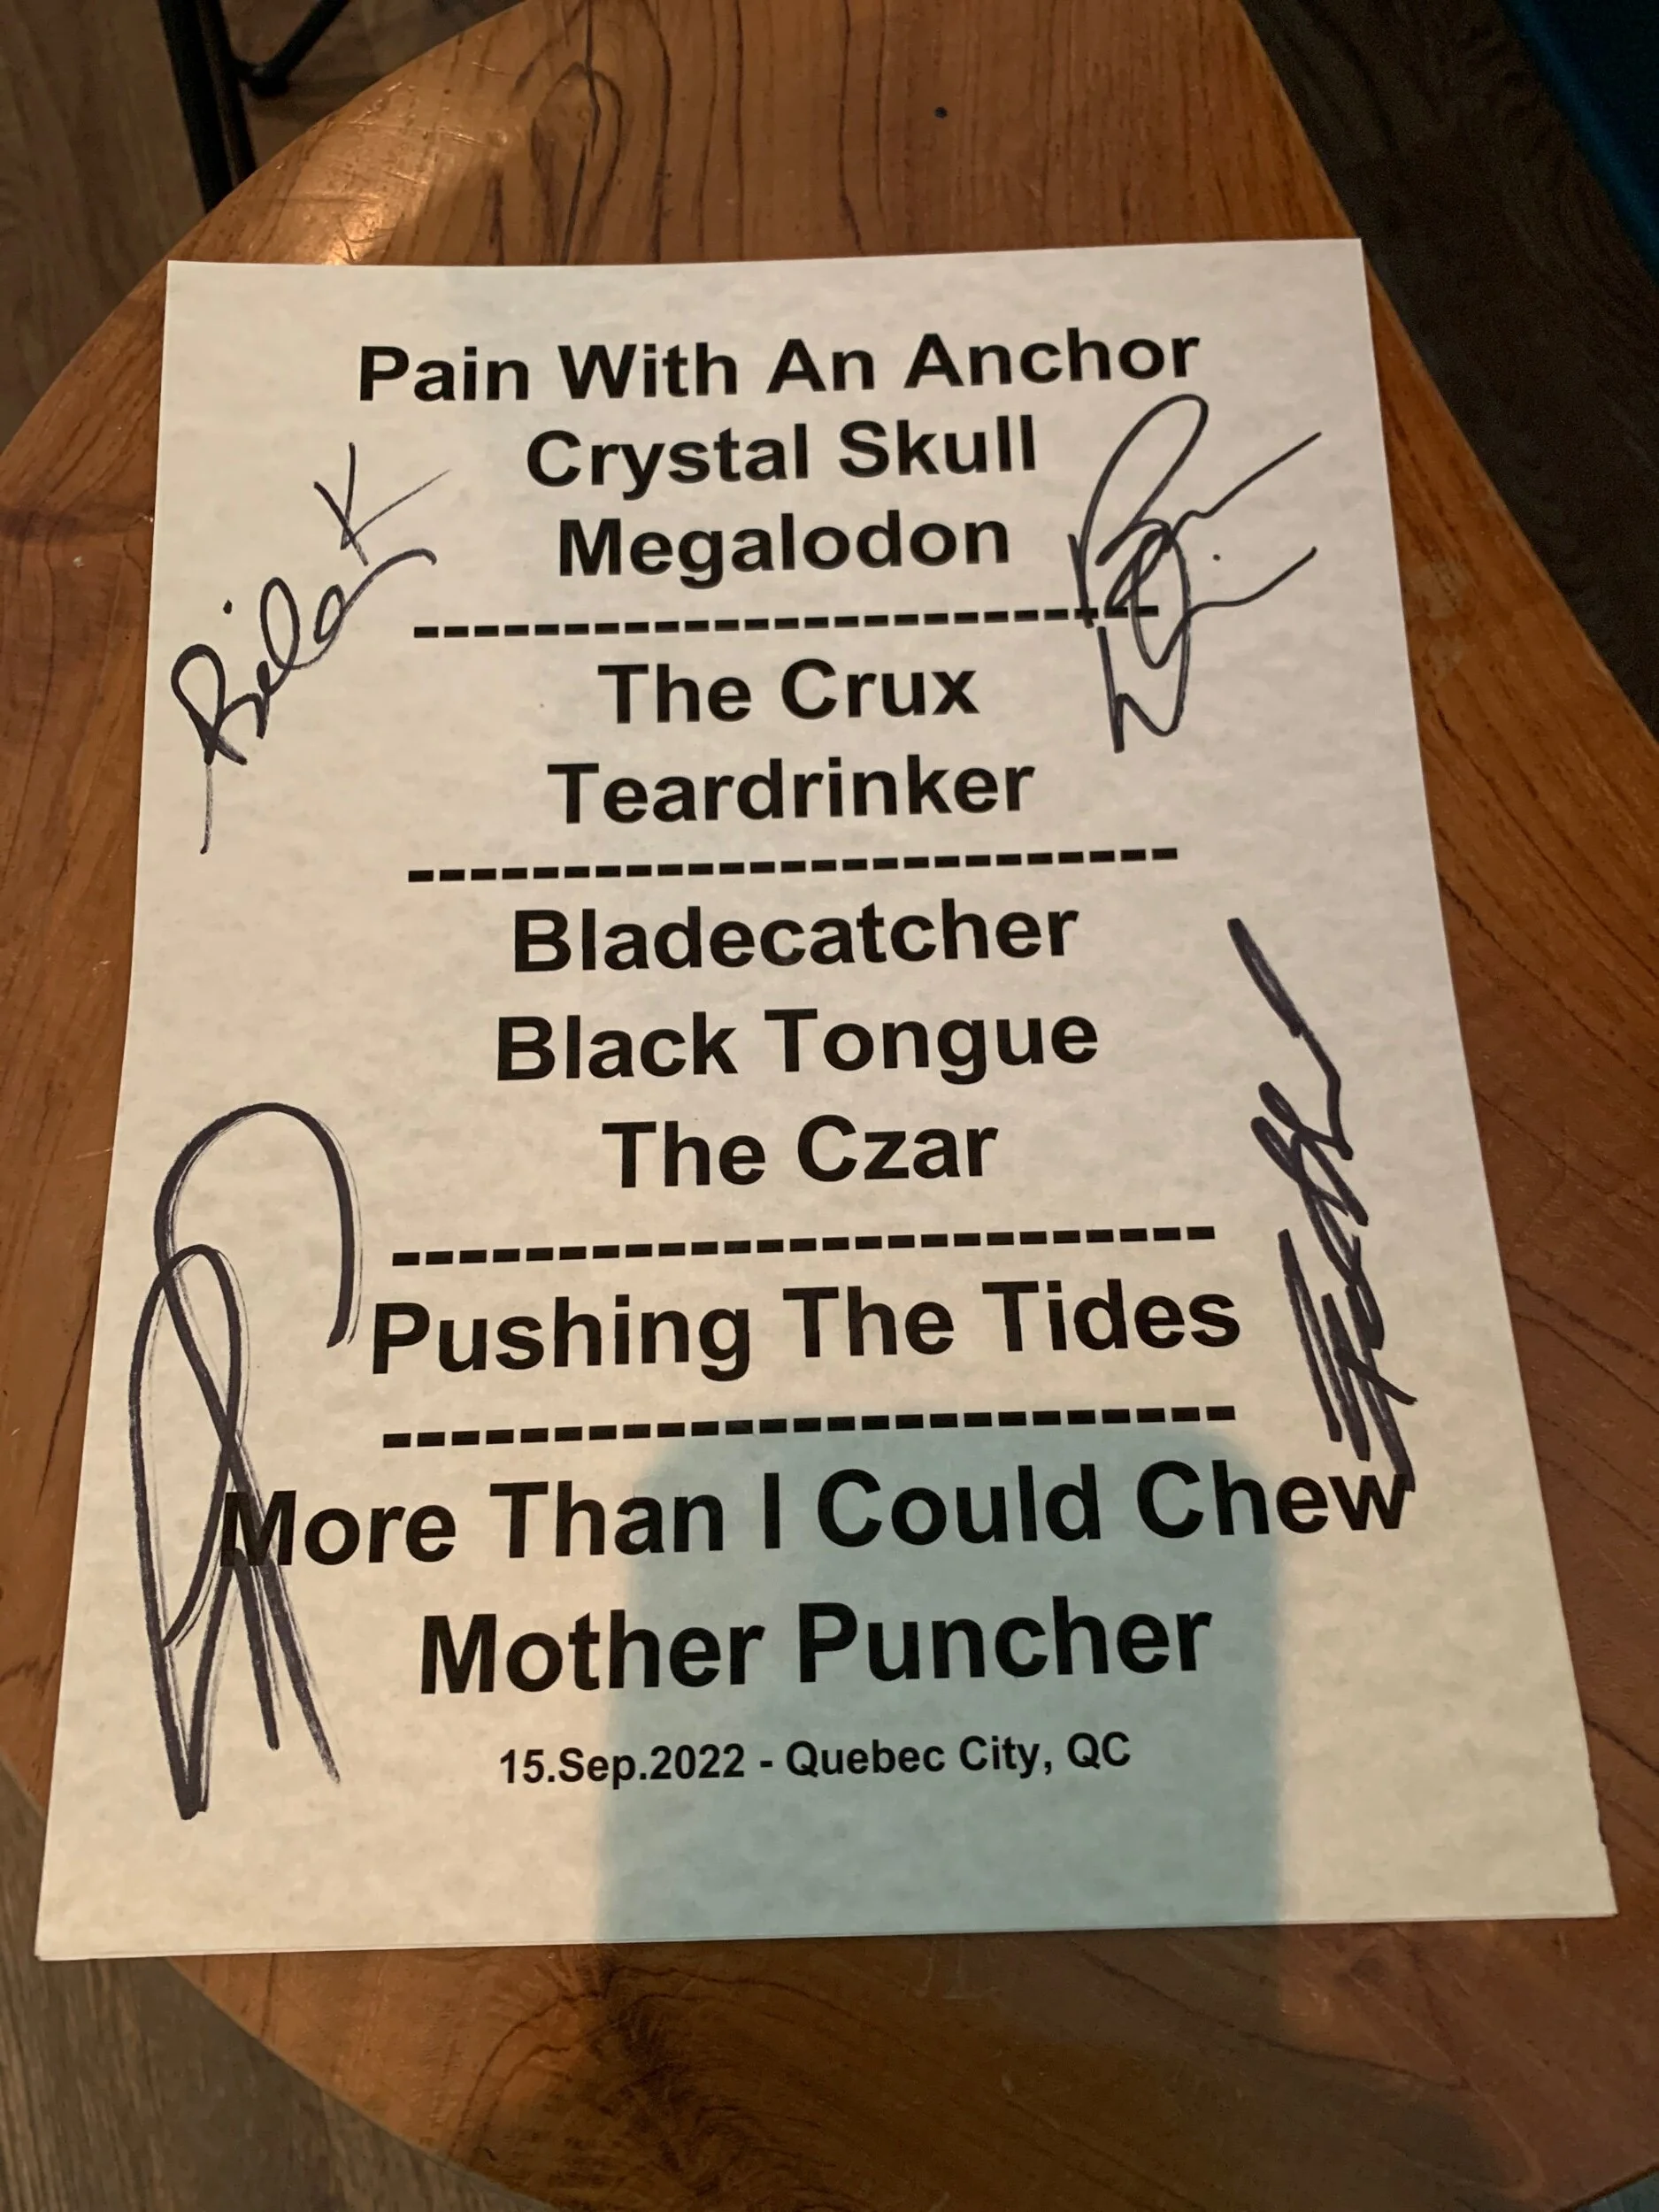 Pain With An Anchor
Crystal Skull
Megalodon
-------------------------
The Crux
Teardrinker
-------------------------
Bladecatcher
Black Tongue
The Czar
-------------------------
Pushing The Tides
-------------------------
More Than I Could Chew
Mother Puncher
15.Sep.2022 - Quebec City, QC